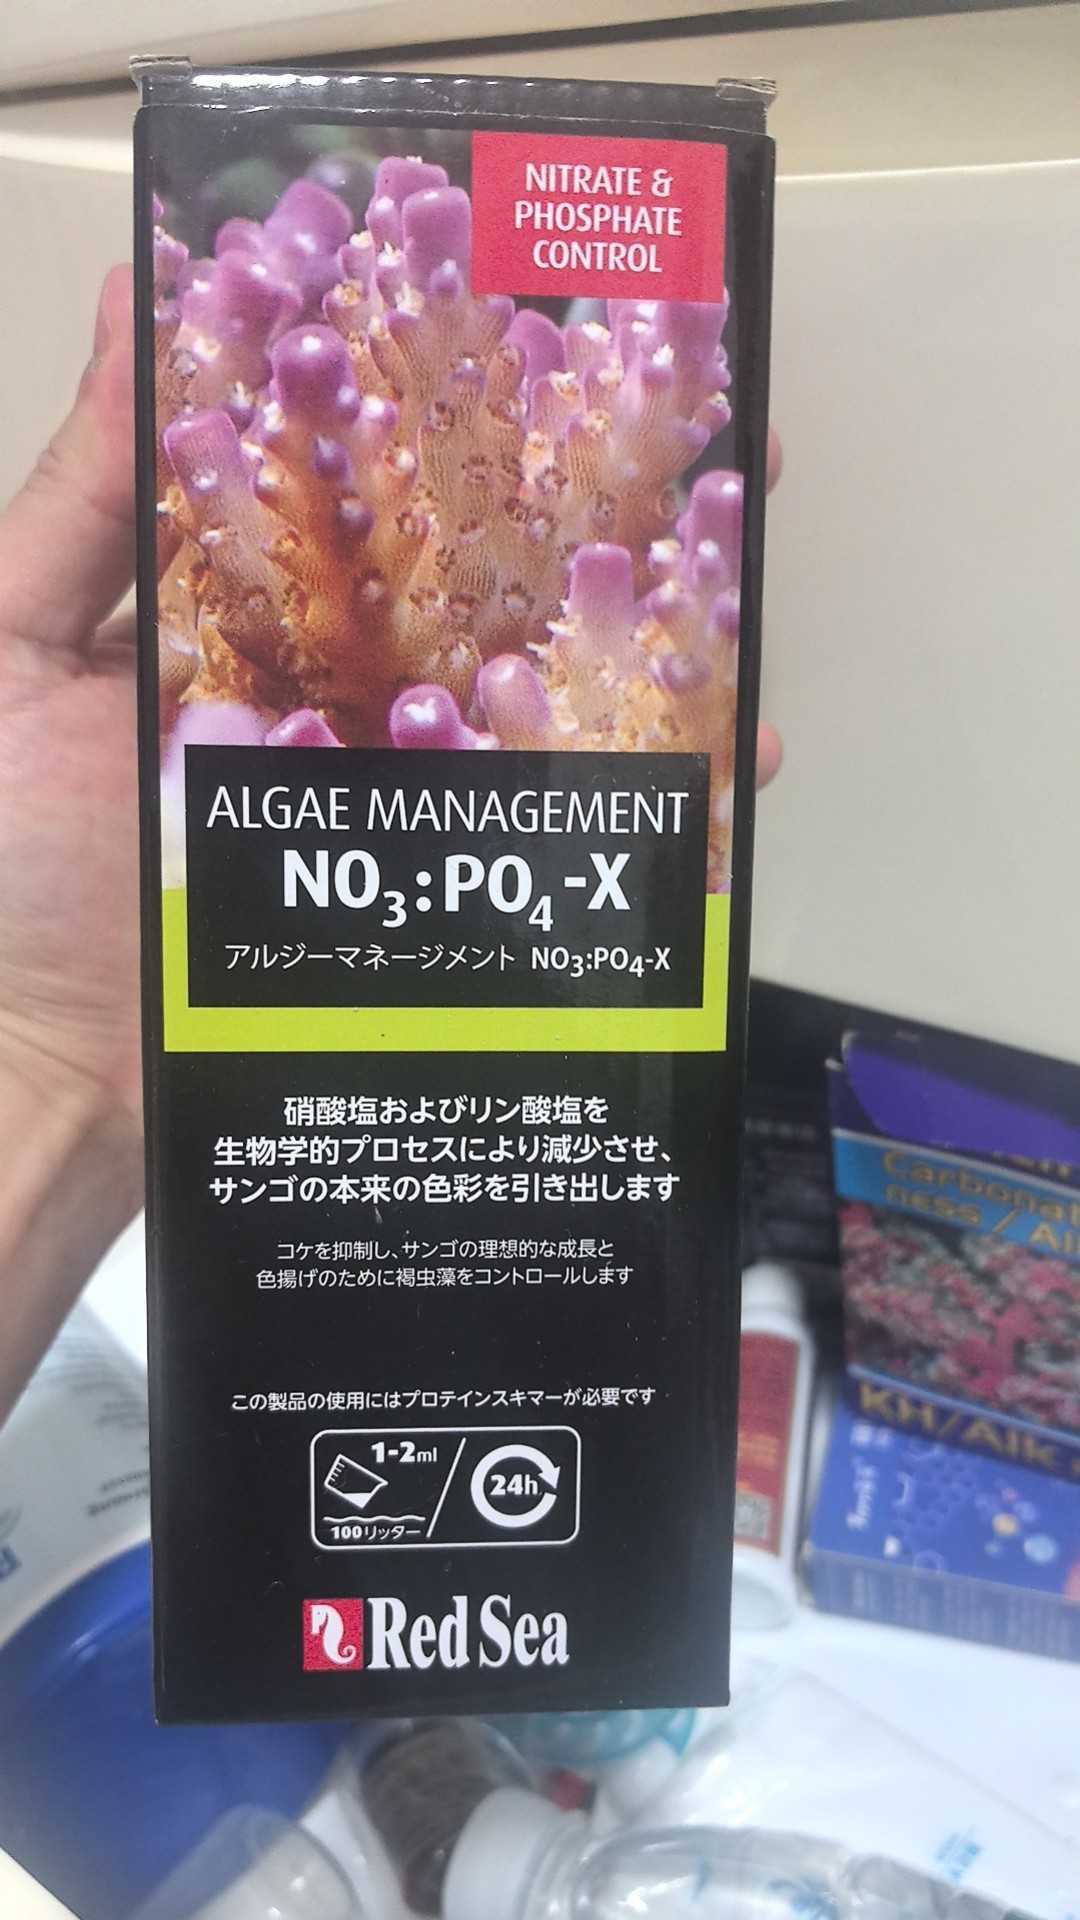 NITRATE &
PHOSPHATE
CONTROL
ALGAE MANAGEMENT
NO3:PO4-X
アルジーマネージメント NO3:PO4-X
硝酸塩およびリン酸塩を
生物学的プロセスにより減少させ、
サンゴの本来の色彩を引き出します
コケを抑制し、サンゴの理想的な成長と
色揚げのために褐虫藻をコントロールします
この製品の使用にはプロテインスキマーが必要です
1-2ml
24h
100リッター
Red Sea
Carbonat
ness / Al
KH/Alk